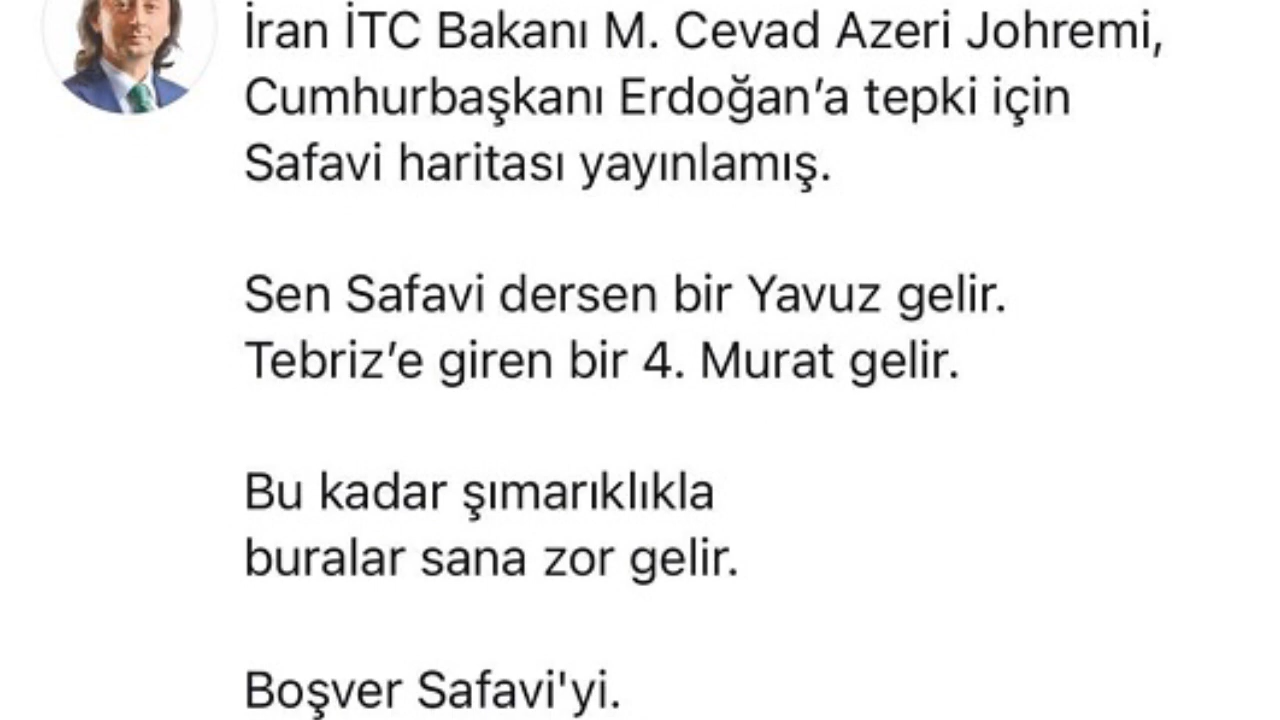 İran İTC Bakanı M. Cevad Azeri Johremi,
Cumhurbaşkanı Erdoğan’a tepki için
Safavi haritası yayınlamış.
Sen Safavi dersen bir Yavuz gelir.
Tebriz’e giren bir 4. Murat gelir.
Bu kadar şımarıklıkla
buralar sana zor gelir.
Boşver Safavi'yi.